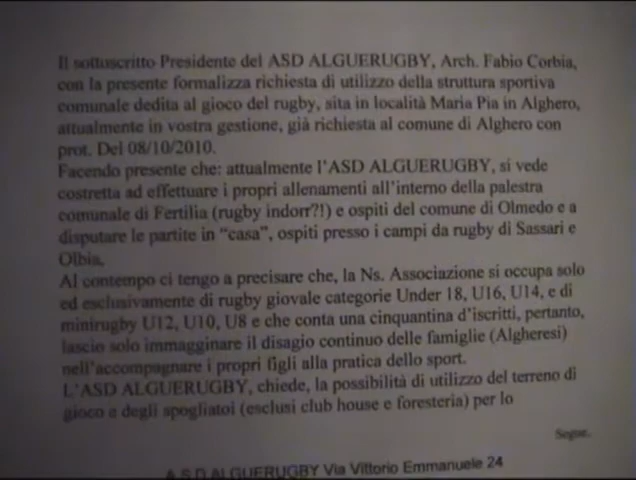 Il sottoscritto Presidente del ASD ALGUERUGBY, Arch. Fabio Corbia,
con la presente formalizza richiesta di utilizzo della struttura sportiva
comunale dedita al gioco del rugby, sita in località Maria Pia in Alghero,
attualmente in vostra gestione, già richiesta al comune di Alghero con
prot. Del 08/10/2010.
Facendo presente che: attualmente l'ASD ALGUERUGBY, si vede
costretta ad effettuare i propri allenamenti all'interno della palestra
comunale di Fertilia (rugby indorr?!) e ospiti del comune di Olmedo e a
disputare le partite in "casa", ospiti presso i campi da rugby di Sassari e
Olbia.
Al contempo ci tengo a precisare che, la Ns. Associazione si occupa solo
ed esclusivamente di rugby giovale categorie Under 18, U16, U14, e di
minirugby U12, U10, U8 e che conta una cinquantina d'iscritti, pertanto,
lascio solo immagginare il disagio continuo delle famiglie (Algheresi)
nell'accompagnare i propri figli alla pratica dello sport.
L'ASD ALGUERUGBY, chiede, la possibilità di utilizzo del terreno di
gioco e degli spogliatoi (esclusi club house e foresteria) per lo
Segue.
A.S.D ALGUERUGBY Via Vittorio Emmanuele 24